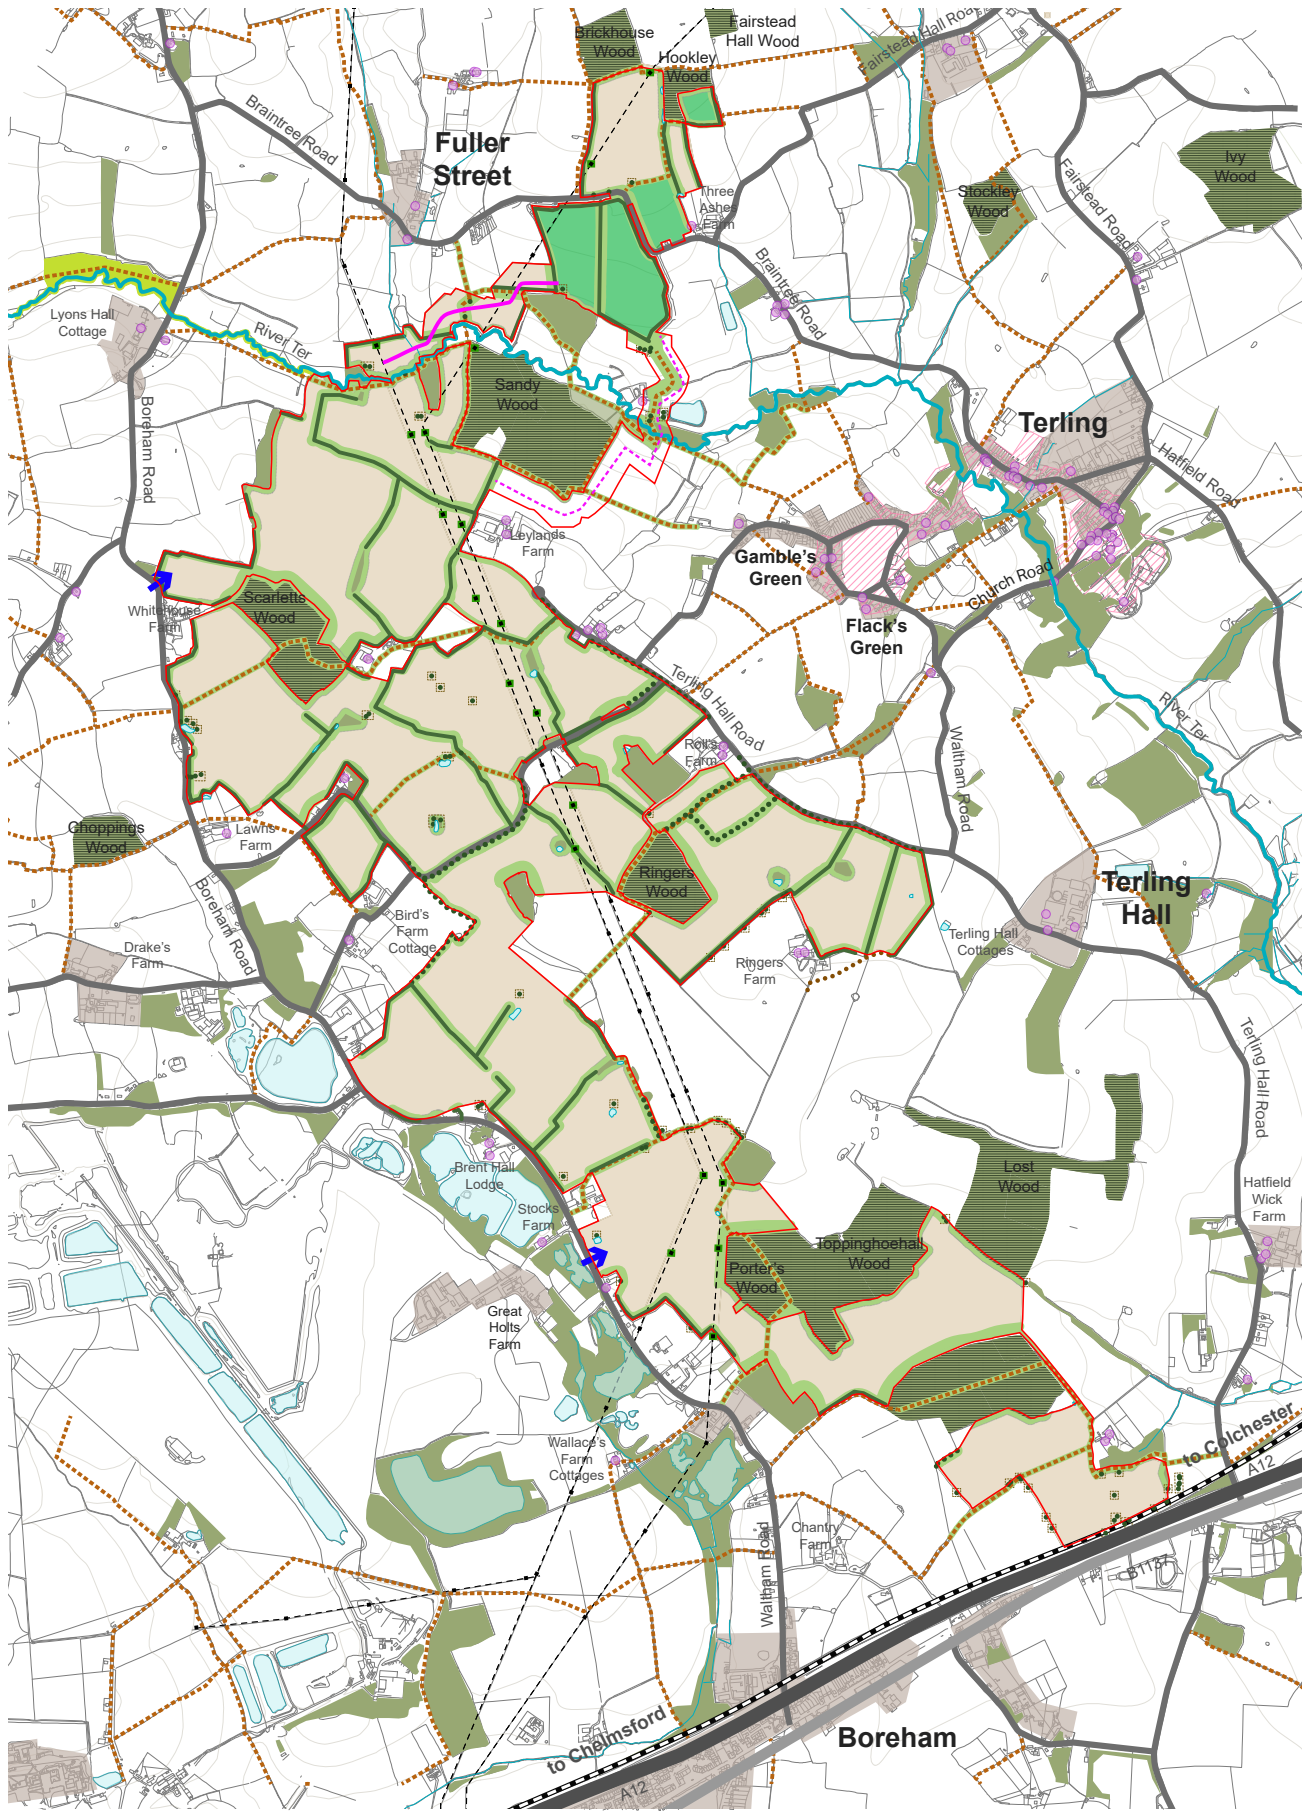 Brickhouse
Wood
Fairstead
Hall Wood
Hookley
Wood
Fairstead Hall Road
Braintree Road
Fuller
Street
Three
Ashes
Farm
Stockley
Wood
Ivy
Wood
Fairstead Road
Braintree Road
Lyons Hall
Cottage
River Ter
Boreham Road
Sandy
Wood
Terling
Hatfield Road
Leylands
Farm
Gamble's
Green
Church Road
Flack's
Green
Whitehouse
Farm
Scarletts
Wood
Terling Hall Road
River Ter
Roll's
Farm
Waltham Road
Choppings
Wood
Lawns
Farm
Boreham Road
Ringers
Wood
Terling
Hall
Bird's
Farm
Cottage
Drake's
Farm
Terling Hall
Cottages
Ringers
Farm
Terling Hall Road
Brent Hall
Lodge
Lost
Wood
Stocks
Farm
Hatfield
Wick
Farm
Toppinghoehall
Wood
Porter's
Wood
Great
Holts
Farm
Wallace's
Farm
Cottages
to Colchester
A12
Chantry
Farm
Waltham Road
B1137
to Chelmsford
Boreham
A12